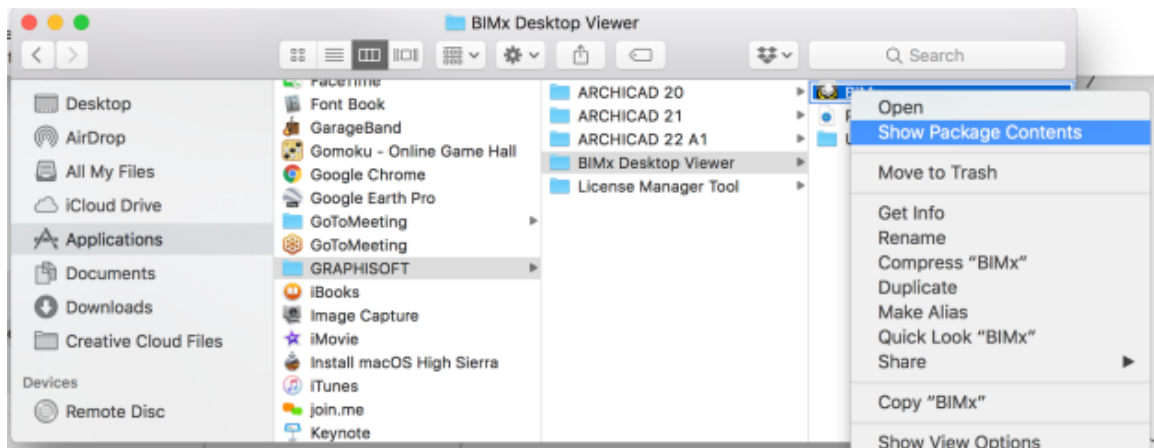 BIMx Desktop Viewer
Search
Desktop
AirDrop
All My Files
iCloud Drive
Applications
Documents
Downloads
Creative Cloud Files
Devices
Remote Disc
FaceTime
Font Book
GarageBand
Gomoku - Online Game Hall
Google Chrome
Google Earth Pro
GoToMeeting
GoToMeeting
GRAPHISOFT
iBooks
Image Capture
iMovie
Install macOS High Sierra
iTunes
join.me
Keynote
ARCHICAD 20
ARCHICAD 21
ARCHICAD 22 A1
BIMx Desktop Viewer
License Manager Tool
BIMx
Open
Show Package Contents
Move to Trash
Get Info
Rename
Compress "BIMx"
Duplicate
Make Alias
Quick Look "BIMx"
Share
Copy "BIMx"
Show View Options